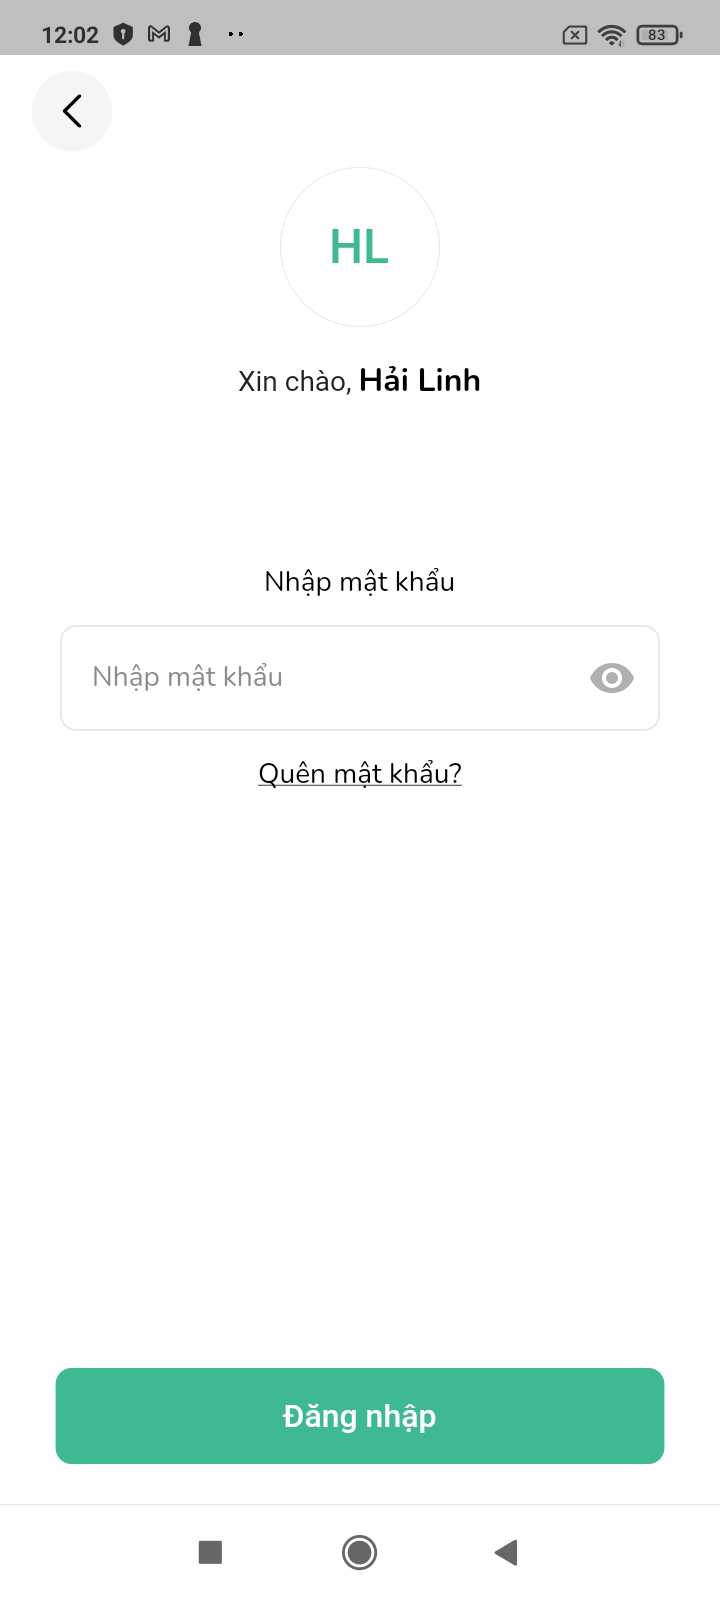 12:02
83
HL
Xin chào, Hải Linh
Nhập mật khẩu
Nhập mật khẩu
Quên mật khẩu?
Đăng nhập